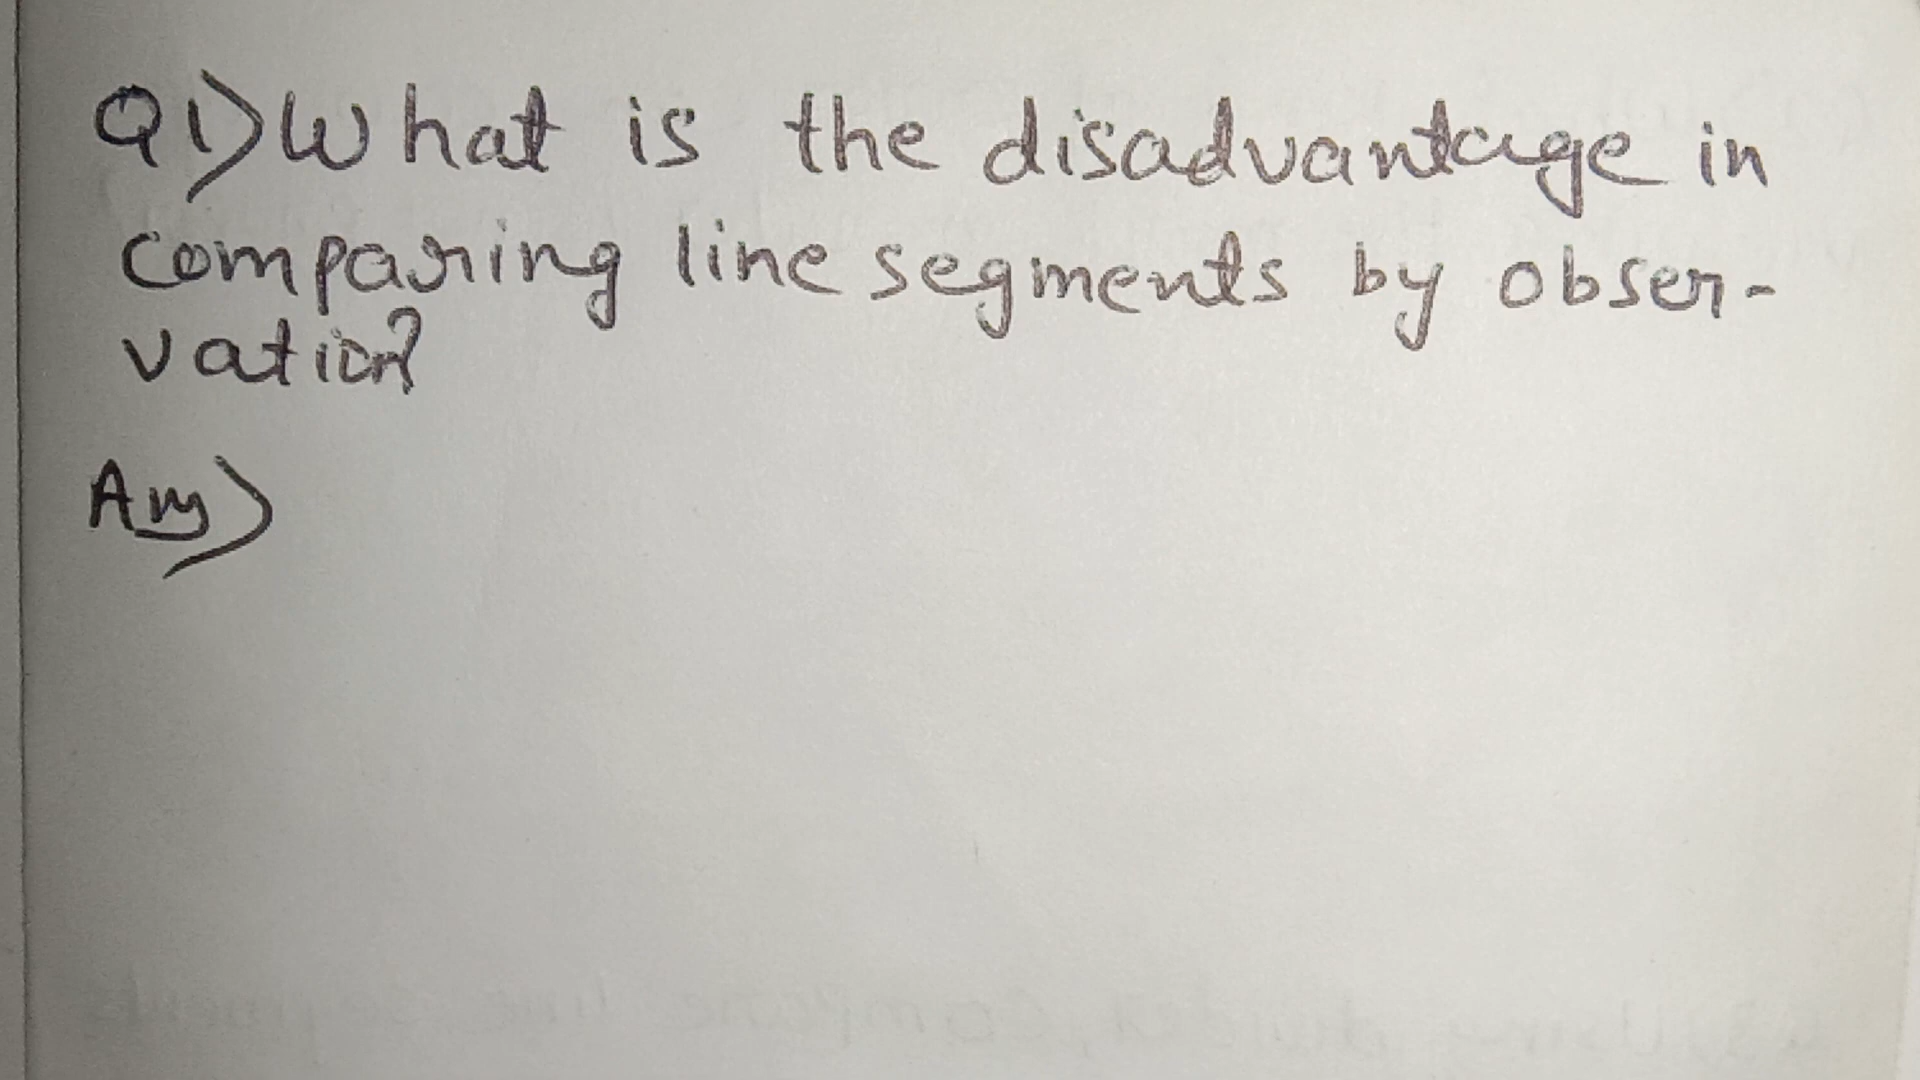 Q1) What is the disadvantage in
comparing line segments by obser-
vation?
Ans)